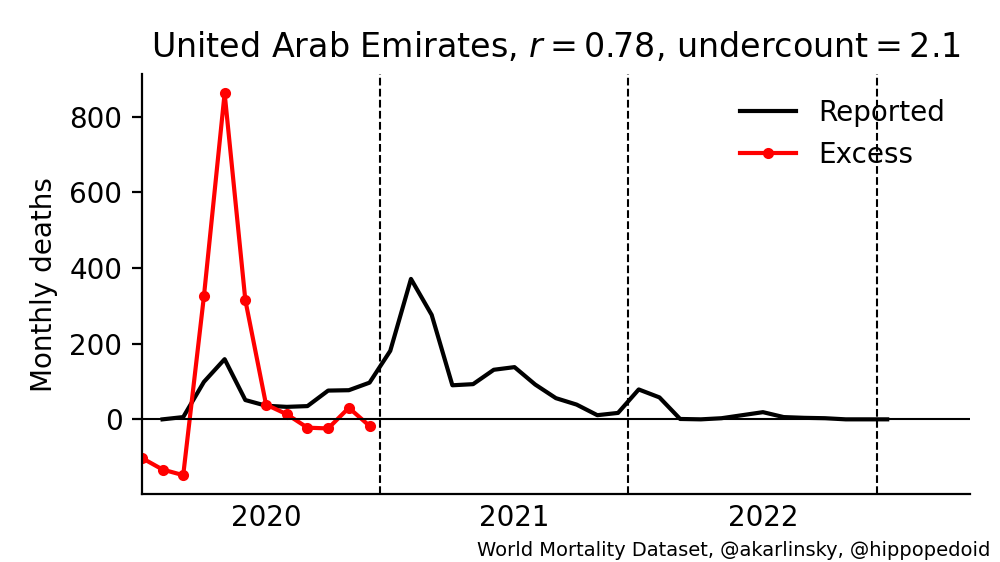 United Arab Emirates, r = 0.78, undercount = 2.1
Reported
Excess
Monthly deaths
800
600
400
200
0
2020 2021 2022
World Mortality Dataset, @akarlinsky, @hippopedoid